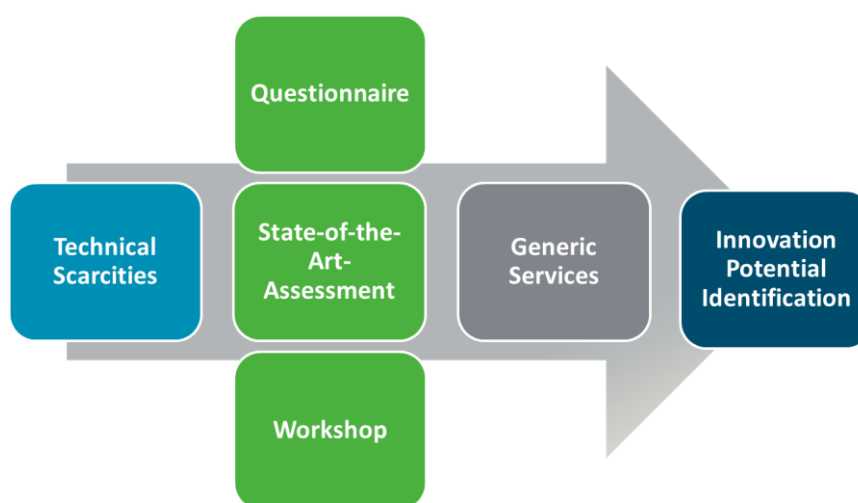 Questionnaire
Technical
Scarcities
State-of-the-
Art-
Assessment
Generic
Services
Innovation
Potential
Identification
Workshop